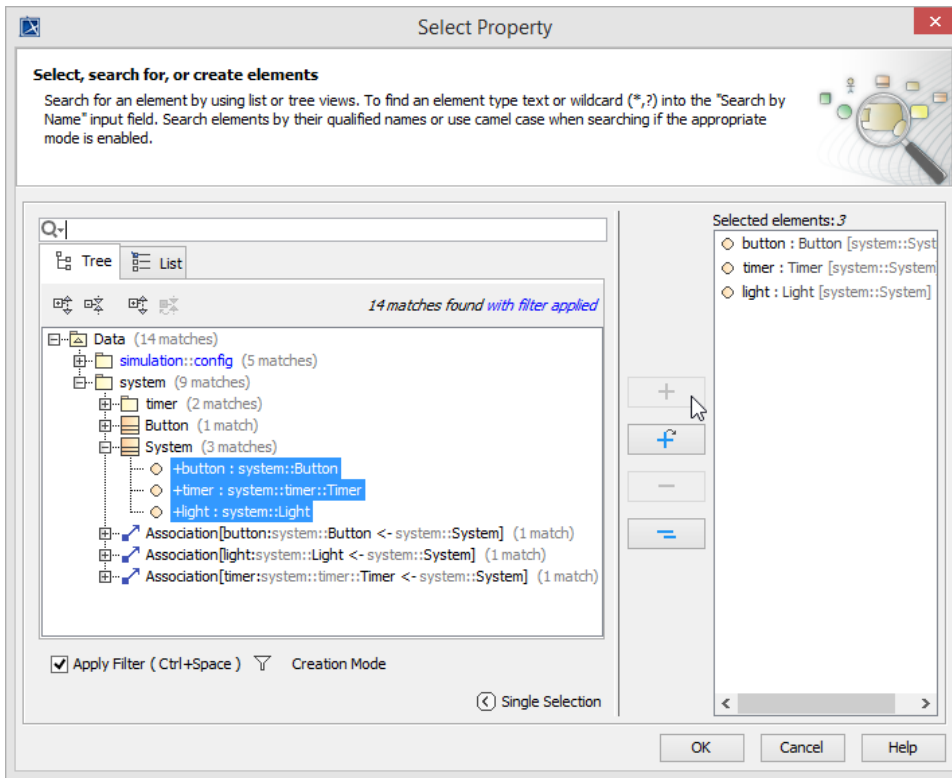 Select Property
Select, search for, or create elements
Search for an element by using list or tree views. To find an element type text or wildcard (*,?) into the "Search by
Name" input field. Search elements by their qualified names or use camel case when searching if the appropriate
mode is enabled.
Tree
List
14 matches found with filter applied
Data (14 matches)
simulation::config (5 matches)
system (9 matches)
timer (2 matches)
Button (1 match)
System (3 matches)
+button : system::Button
+timer : system::timer::Timer
+light : system::Light
Association[button:system::Button <- system::System] (1 match)
Association[light:system::Light <- system::System] (1 match)
Association[timer:system::timer::Timer <- system::System] (1 match)
Apply Filter ( Ctrl+Space )
Creation Mode
Single Selection
Selected elements: 3
button : Button [system::Syst
timer : Timer [system::System
light : Light [system::System]
OK
Cancel
Help